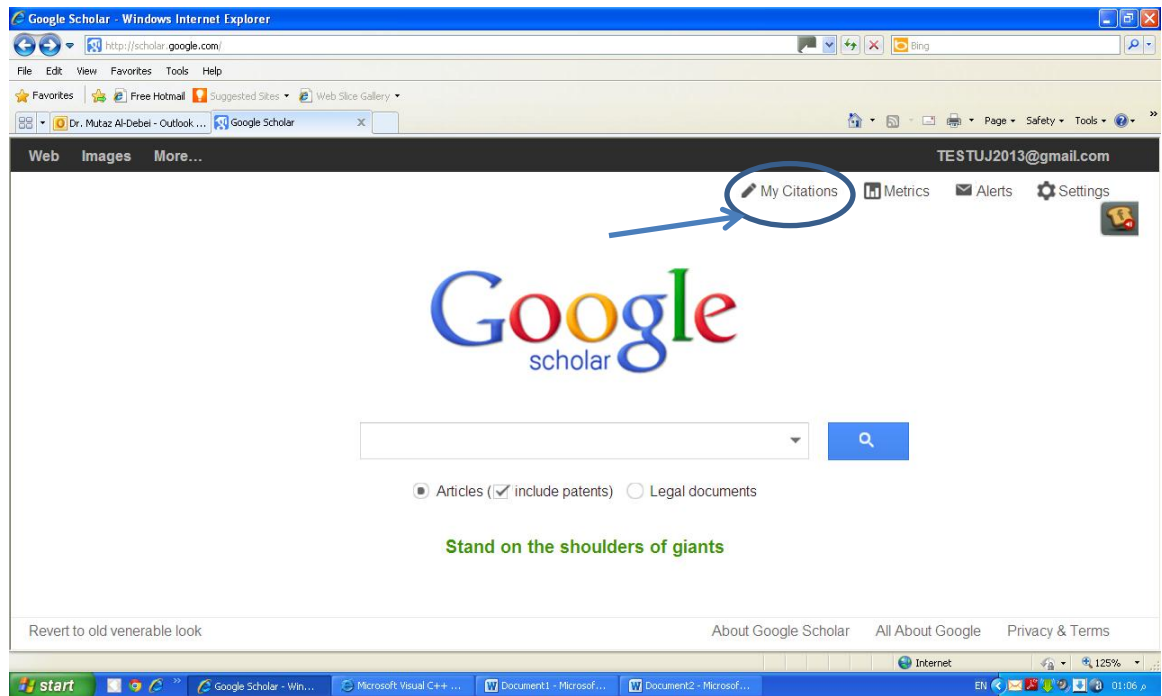 Google Scholar - Windows Internet Explorer
http://scholar.google.com/
Bing
File Edit View Favorites Tools Help
Favorites Free Hotmail Suggested Sites Web Slice Gallery
Dr. Mutaz Al-Debei - Outlook ... Google Scholar Page Safety Tools
Web Images More... TESTUJ2013@gmail.com
My Citations Metrics Alerts Settings
Google
scholar
Articles (include patents) Legal documents
Stand on the shoulders of giants
Revert to old venerable look About Google Scholar All About Google Privacy & Terms
Internet 125%
start Google Scholar - Win... Microsoft Visual C++ ... Document1 - Microsof... Document2 - Microsof... EN 01:06 م